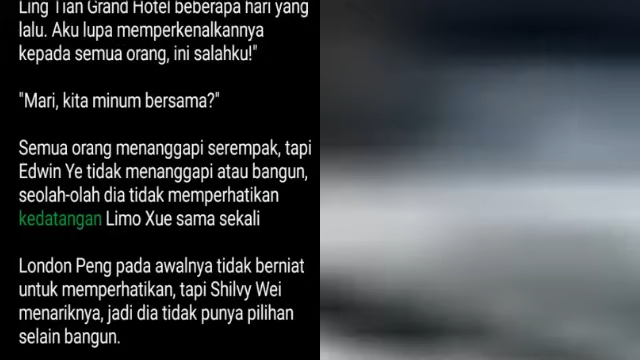 Ling Tian Grand Hotel beberapa hari yang
lalu. Aku lupa memperkenalkannya
kepada semua orang, ini salahku!"
"Mari, kita minum bersama?"
Semua orang menanggapi serempak, tapi
Edwin Ye tidak menanggapi atau bangun,
seolah-olah dia tidak memperhatikan
kedatangan Limo Xue sama sekali
London Peng pada awalnya tidak berniat
untuk memperhatikan, tapi Shilvy Wei
menariknya, jadi dia tidak punya pilihan
selain bangun.